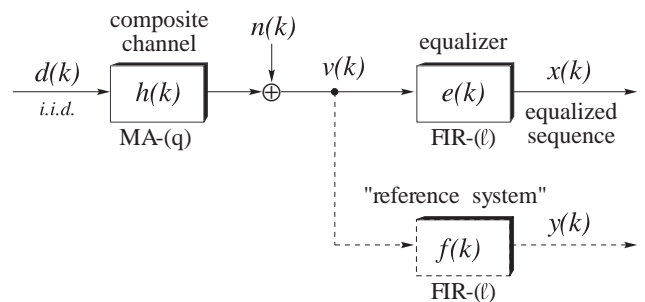 composite
channel
n(k)
equalizer
d(k)
h(k)
v(k)
e(k)
x(k)
i.i.d.
MA-(q)
FIR-(ℓ)
equalized
sequence
"reference system"
f(k)
y(k)
FIR-(ℓ)